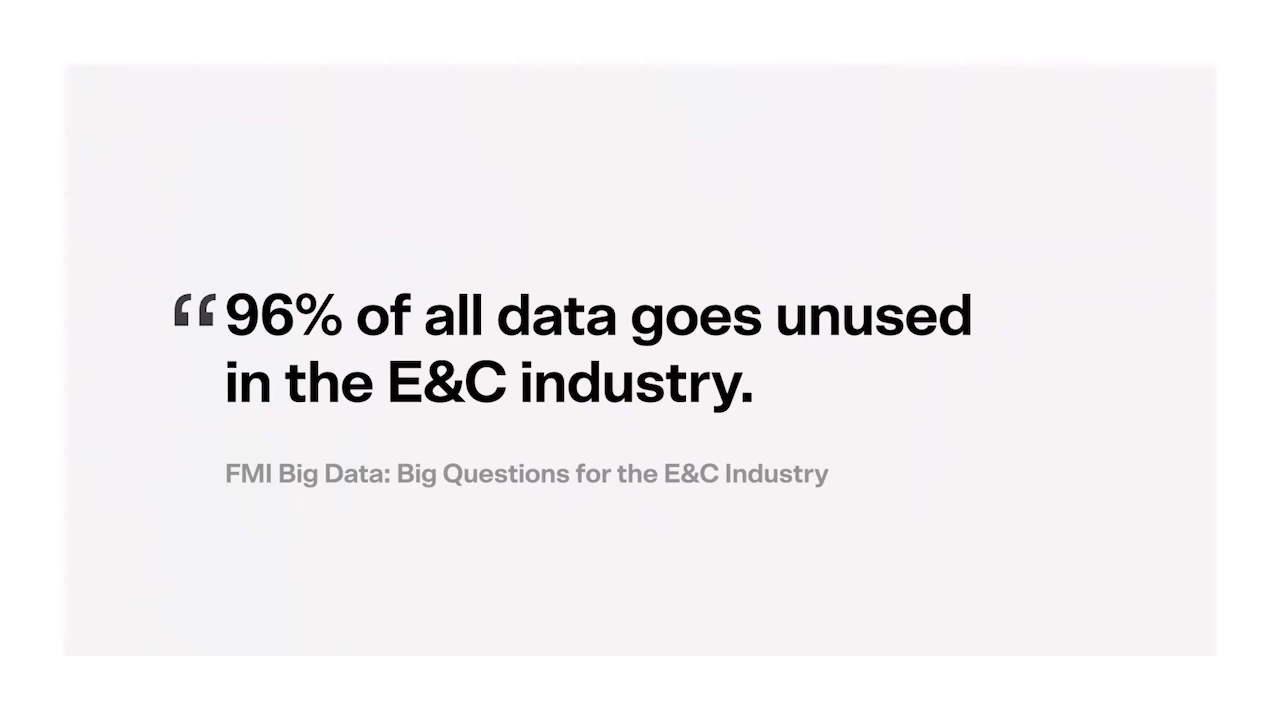 “96% of all data goes unused
in the E&C industry.
FMI Big Data: Big Questions for the E&C Industry